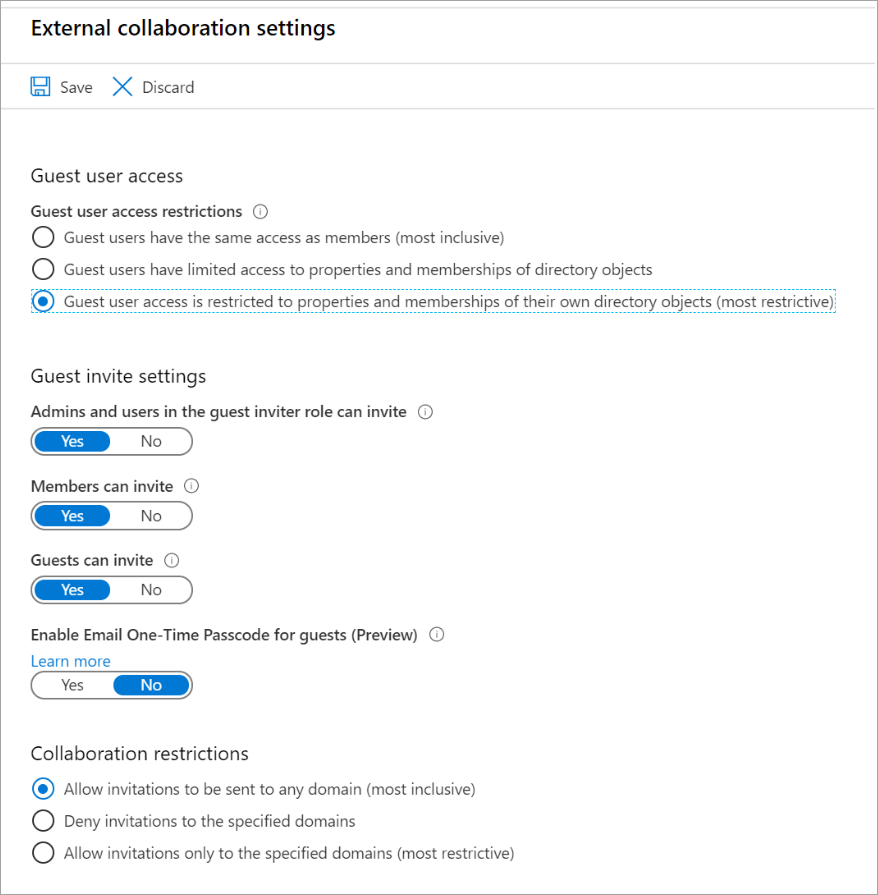 External collaboration settings
Save Discard
Guest user access
Guest user access restrictions
Guest users have the same access as members (most inclusive)
Guest users have limited access to properties and memberships of directory objects
Guest user access is restricted to properties and memberships of their own directory objects (most restrictive)
Guest invite settings
Admins and users in the guest inviter role can invite
Yes No
Members can invite
Yes No
Guests can invite
Yes No
Enable Email One-Time Passcode for guests (Preview)
Learn more
Yes No
Collaboration restrictions
Allow invitations to be sent to any domain (most inclusive)
Deny invitations to the specified domains
Allow invitations only to the specified domains (most restrictive)